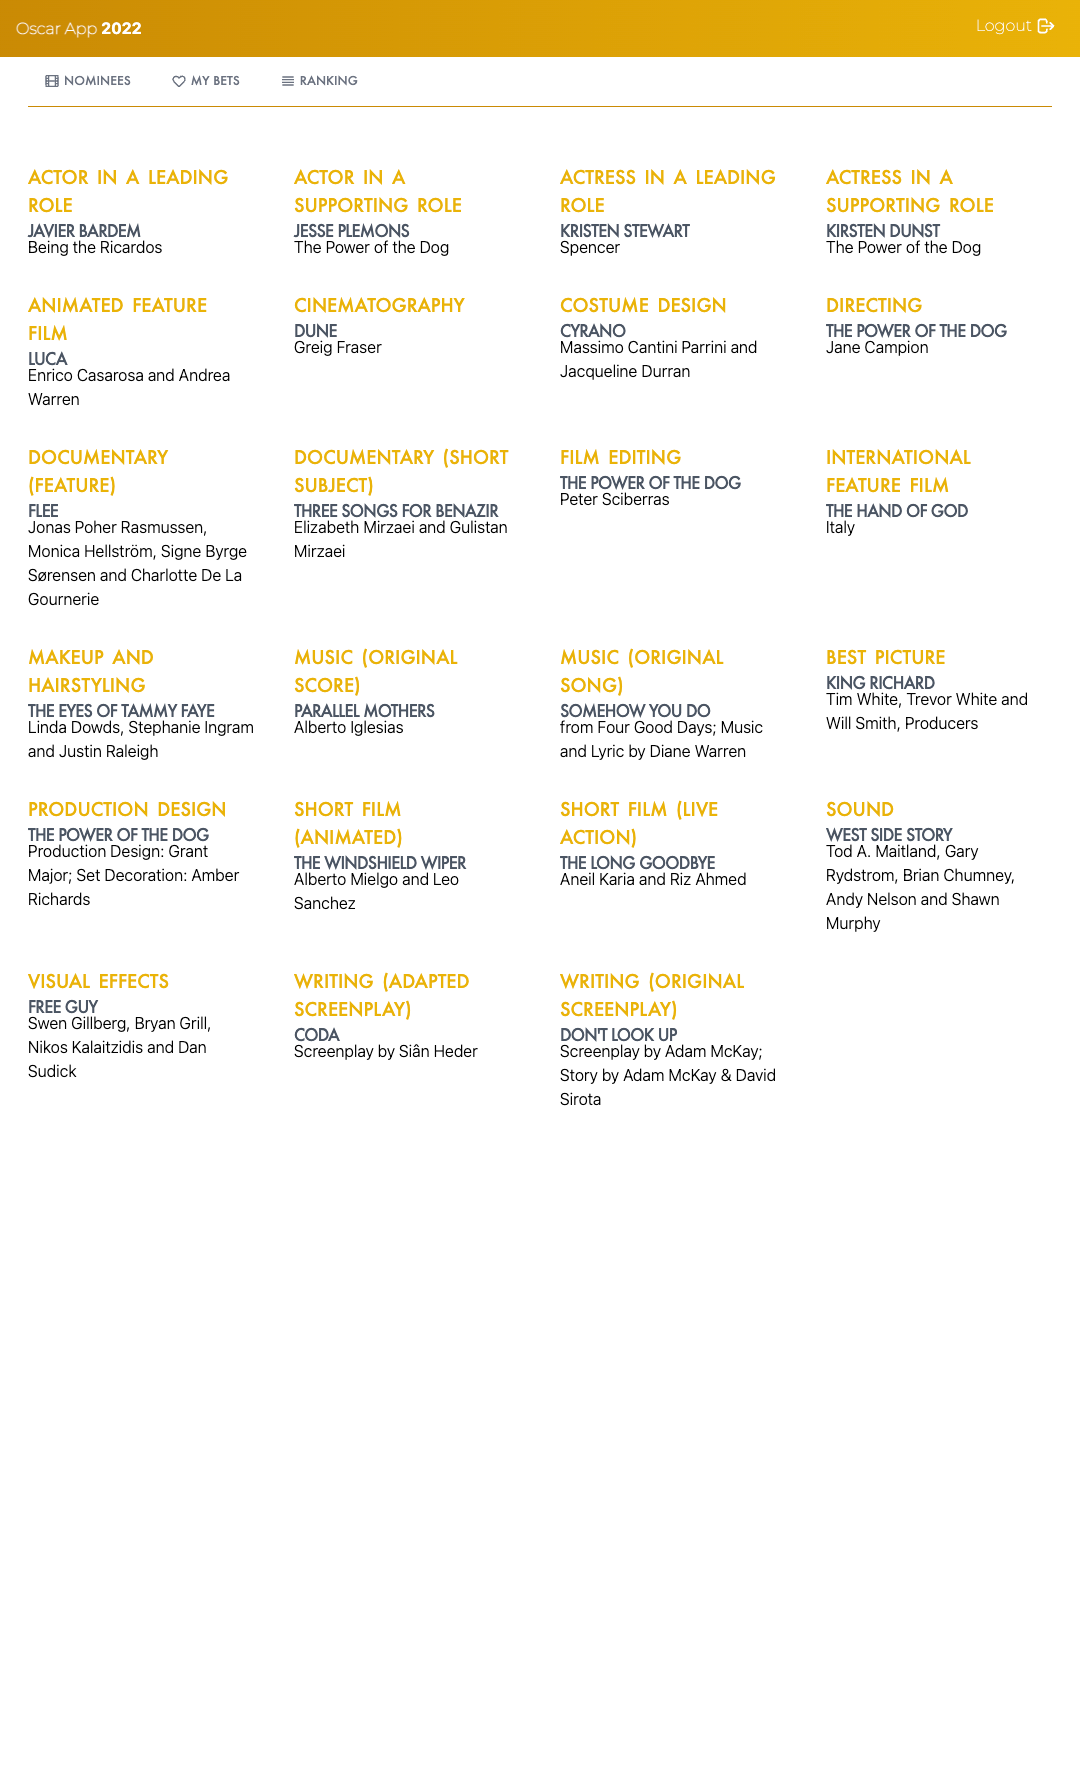 Oscar App 2022
Logout
NOMINEES
MY BETS
RANKING
ACTOR IN A LEADING
ROLE
JAVIER BARDEM
Being the Ricardos
ACTOR IN A
SUPPORTING ROLE
JESSE PLEMONS
The Power of the Dog
ACTRESS IN A LEADING
ROLE
KRISTEN STEWART
Spencer
ACTRESS IN A
SUPPORTING ROLE
KIRSTEN DUNST
The Power of the Dog
ANIMATED FEATURE
FILM
LUCA
Enrico Casarosa and Andrea
Warren
CINEMATOGRAPHY
DUNE
Greig Fraser
COSTUME DESIGN
CYRANO
Massimo Cantini Parrini and
Jacqueline Durran
DIRECTING
THE POWER OF THE DOG
Jane Campion
DOCUMENTARY
(FEATURE)
FLEE
Jonas Poher Rasmussen,
Monica Hellström, Signe Byrge
Sørensen and Charlotte De La
Gournerie
DOCUMENTARY (SHORT
SUBJECT)
THREE SONGS FOR BENAZIR
Elizabeth Mirzaei and Gulistan
Mirzaei
FILM EDITING
THE POWER OF THE DOG
Peter Sciberras
INTERNATIONAL
FEATURE FILM
THE HAND OF GOD
Italy
MAKEUP AND
HAIRSTYLING
THE EYES OF TAMMY FAYE
Linda Dowds, Stephanie Ingram
and Justin Raleigh
MUSIC (ORIGINAL
SCORE)
PARALLEL MOTHERS
Alberto Iglesias
MUSIC (ORIGINAL
SONG)
SOMEHOW YOU DO
from Four Good Days; Music
and Lyric by Diane Warren
BEST PICTURE
KING RICHARD
Tim White, Trevor White and
Will Smith, Producers
PRODUCTION DESIGN
THE POWER OF THE DOG
Production Design: Grant
Major; Set Decoration: Amber
Richards
SHORT FILM
(ANIMATED)
THE WINDSHIELD WIPER
Alberto Mielgo and Leo
Sanchez
SHORT FILM (LIVE
ACTION)
THE LONG GOODBYE
Aneil Karia and Riz Ahmed
SOUND
WEST SIDE STORY
Tod A. Maitland, Gary
Rydstrom, Brian Chumney,
Andy Nelson and Shawn
Murphy
VISUAL EFFECTS
FREE GUY
Swen Gillberg, Bryan Grill,
Nikos Kalaitzidis and Dan
Sudick
WRITING (ADAPTED
SCREENPLAY)
CODA
Screenplay by Siân Heder
WRITING (ORIGINAL
SCREENPLAY)
DON'T LOOK UP
Screenplay by Adam McKay;
Story by Adam McKay & David
Sirota